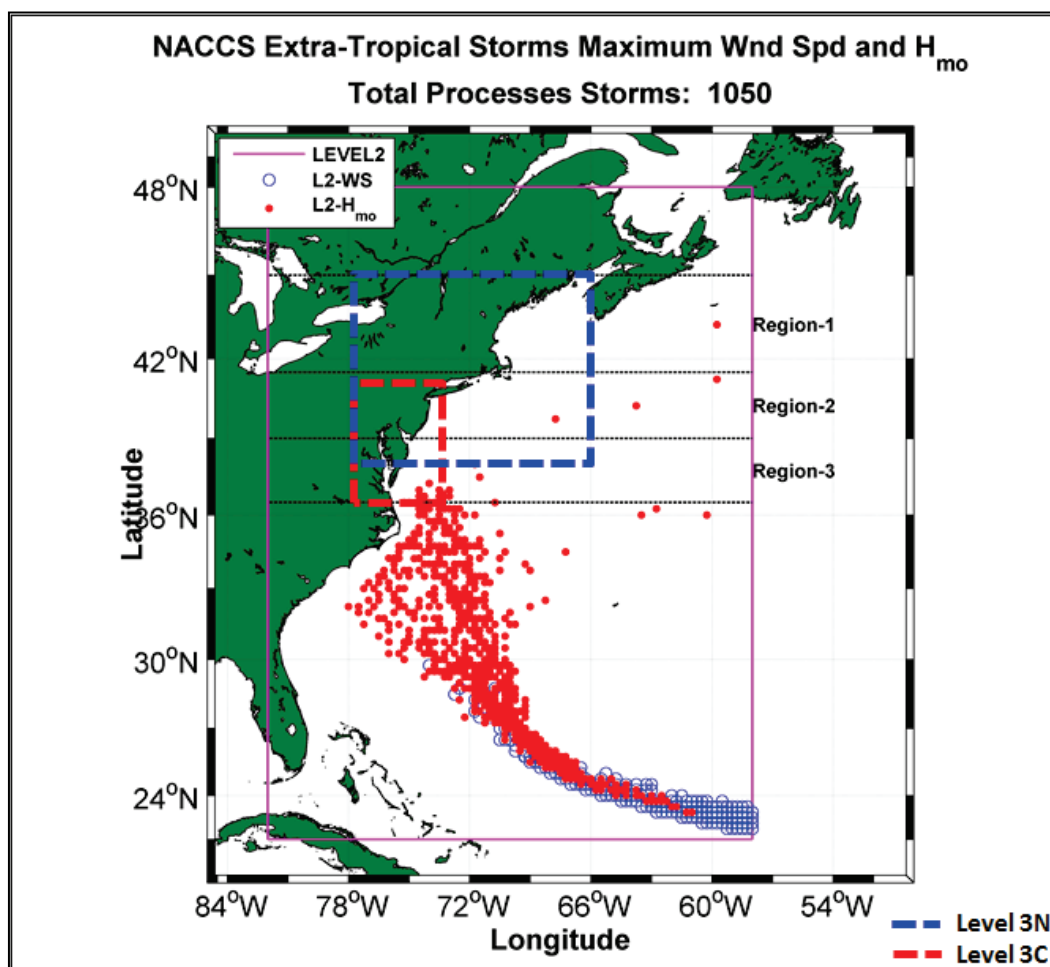 NACCS Extra-Tropical Storms Maximum Wnd Spd and Hmo
Total Processes Storms: 1050
LEVEL2
L2-WS
L2-Hmo
48°N
42°N
36°N
30°N
24°N
Latitude
Region-1
Region-2
Region-3
84°W 78°W 72°W 66°W 60°W 54°W
Longitude
Level 3N
Level 3C